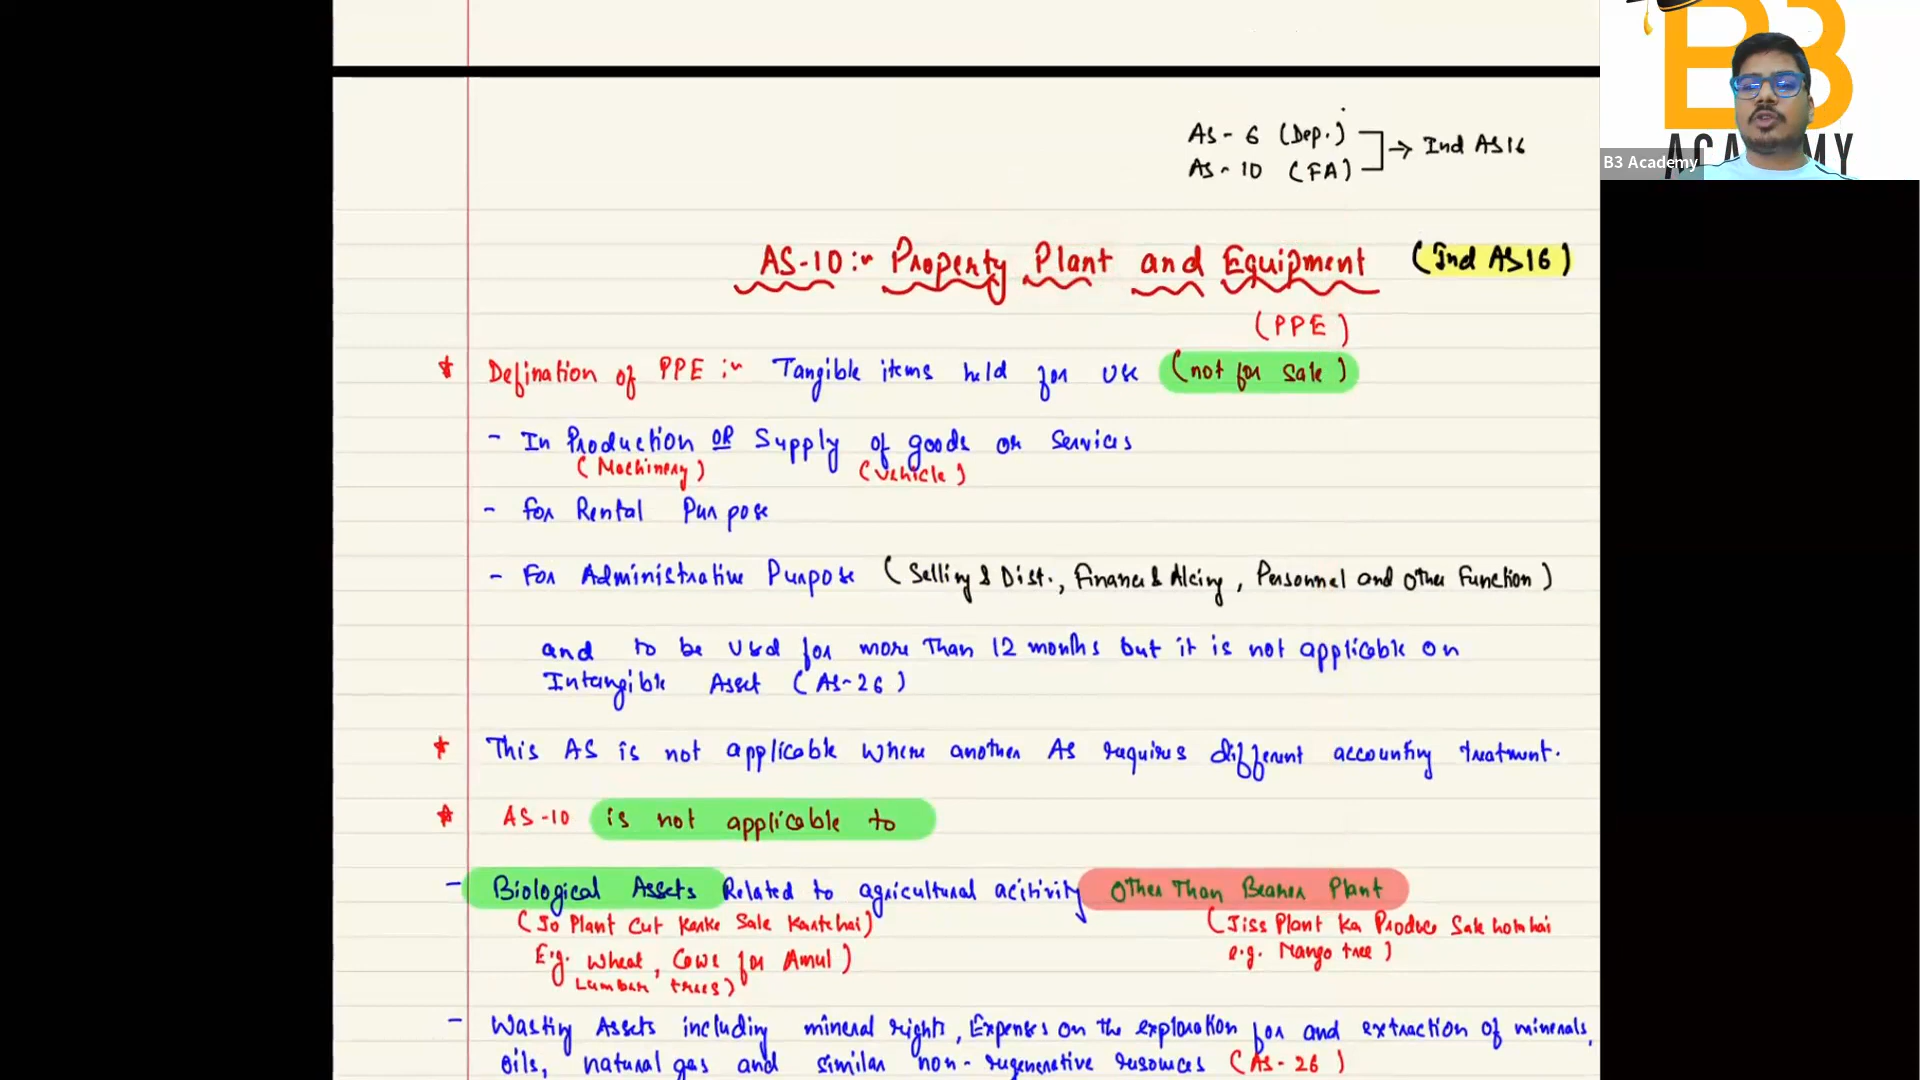 B3
ACADEMY
B3 Academy
AS - 6 (Dep.)
AS - 10 (FA)
→ Ind AS16
AS-10 :- Property Plant and Equipment (Ind AS16)
(PPE)
* Defination of PPE :- Tangible items held for use (not for sale)
- In Production OR Supply of goods or Services
(Machinery) (Vehicle)
- for Rental Purpose
- For Administrative Purpose (Selling & Dist., Finance & Acing, Personnel and Other Function)
and to be used for more Than 12 months but it is not applicable on
Intangible Asset (AS-26)
* This AS is not applicable where another AS requires different accounting treatment.
* AS-10 is not applicable to
- Biological Assets Related to agricultural acitivity Other Than Bearer Plant
(Jo Plant Cut Karke Sale Karte hai) (Jiss Plant Ka Produce Sale hota hai
E.g. Wheat, Cows for Amul) e.g. Mango tree)
Lumber trees)
- Wasting Assets including mineral rights, Expenses on the exploration for and extraction of minerals,
oils, natural gas and similar non-regenerative resources (AS-26)